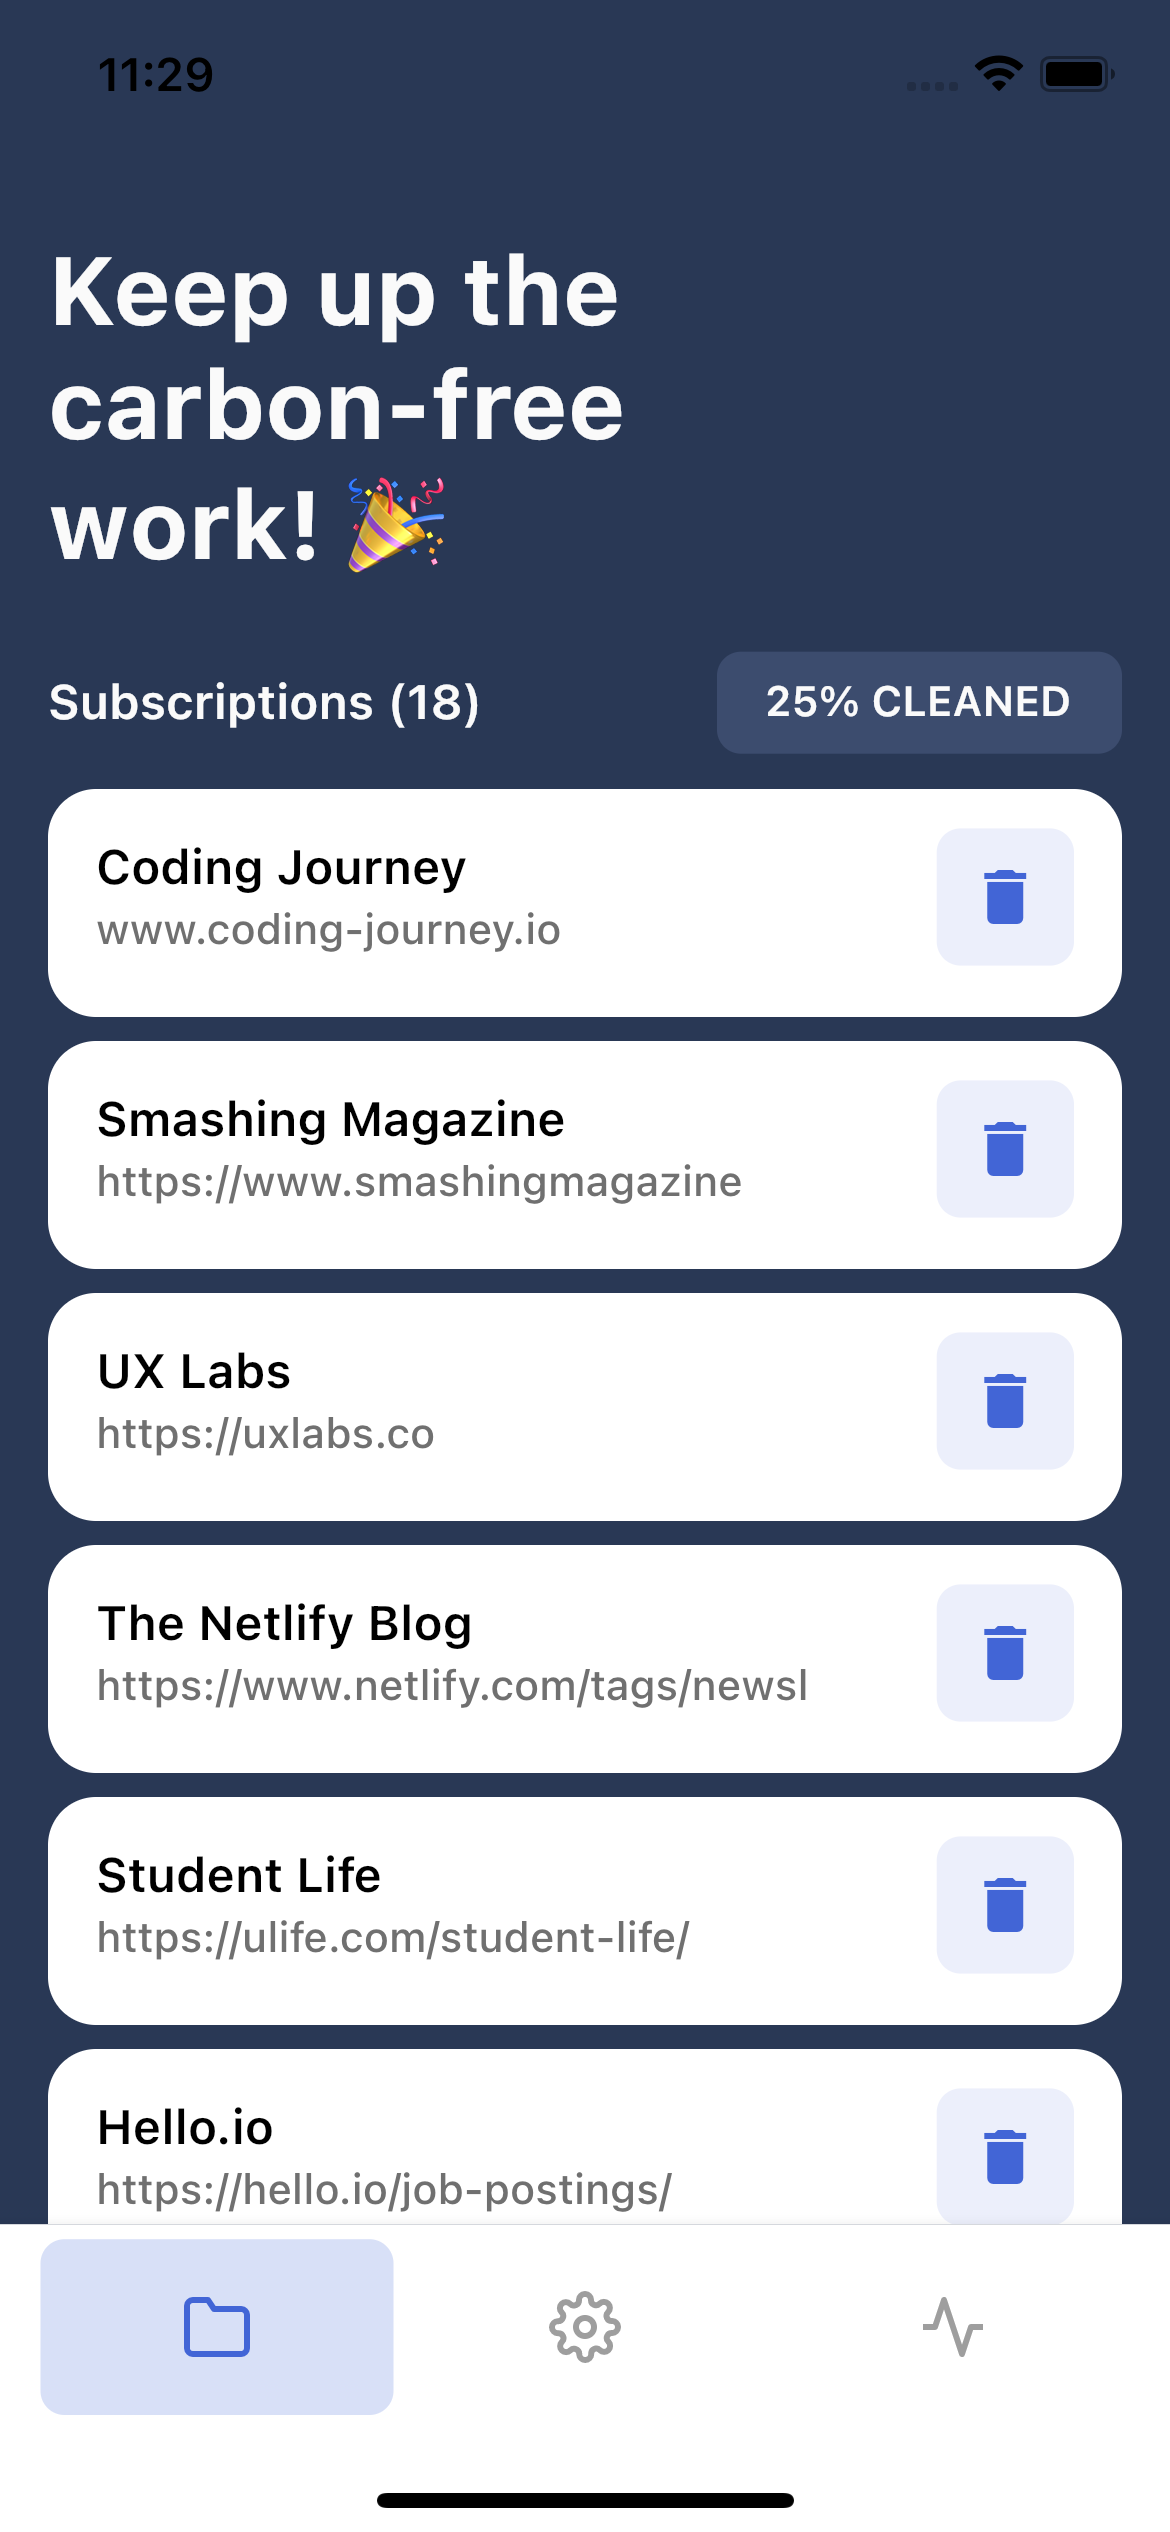 11:29
Keep up the
carbon-free
work! 🎉
Subscriptions (18)
25% CLEANED
Coding Journey
www.coding-journey.io
Smashing Magazine
https://www.smashingmagazine
UX Labs
https://uxlabs.co
The Netlify Blog
https://www.netlify.com/tags/newsl
Student Life
https://ulife.com/student-life/
Hello.io
https://hello.io/job-postings/